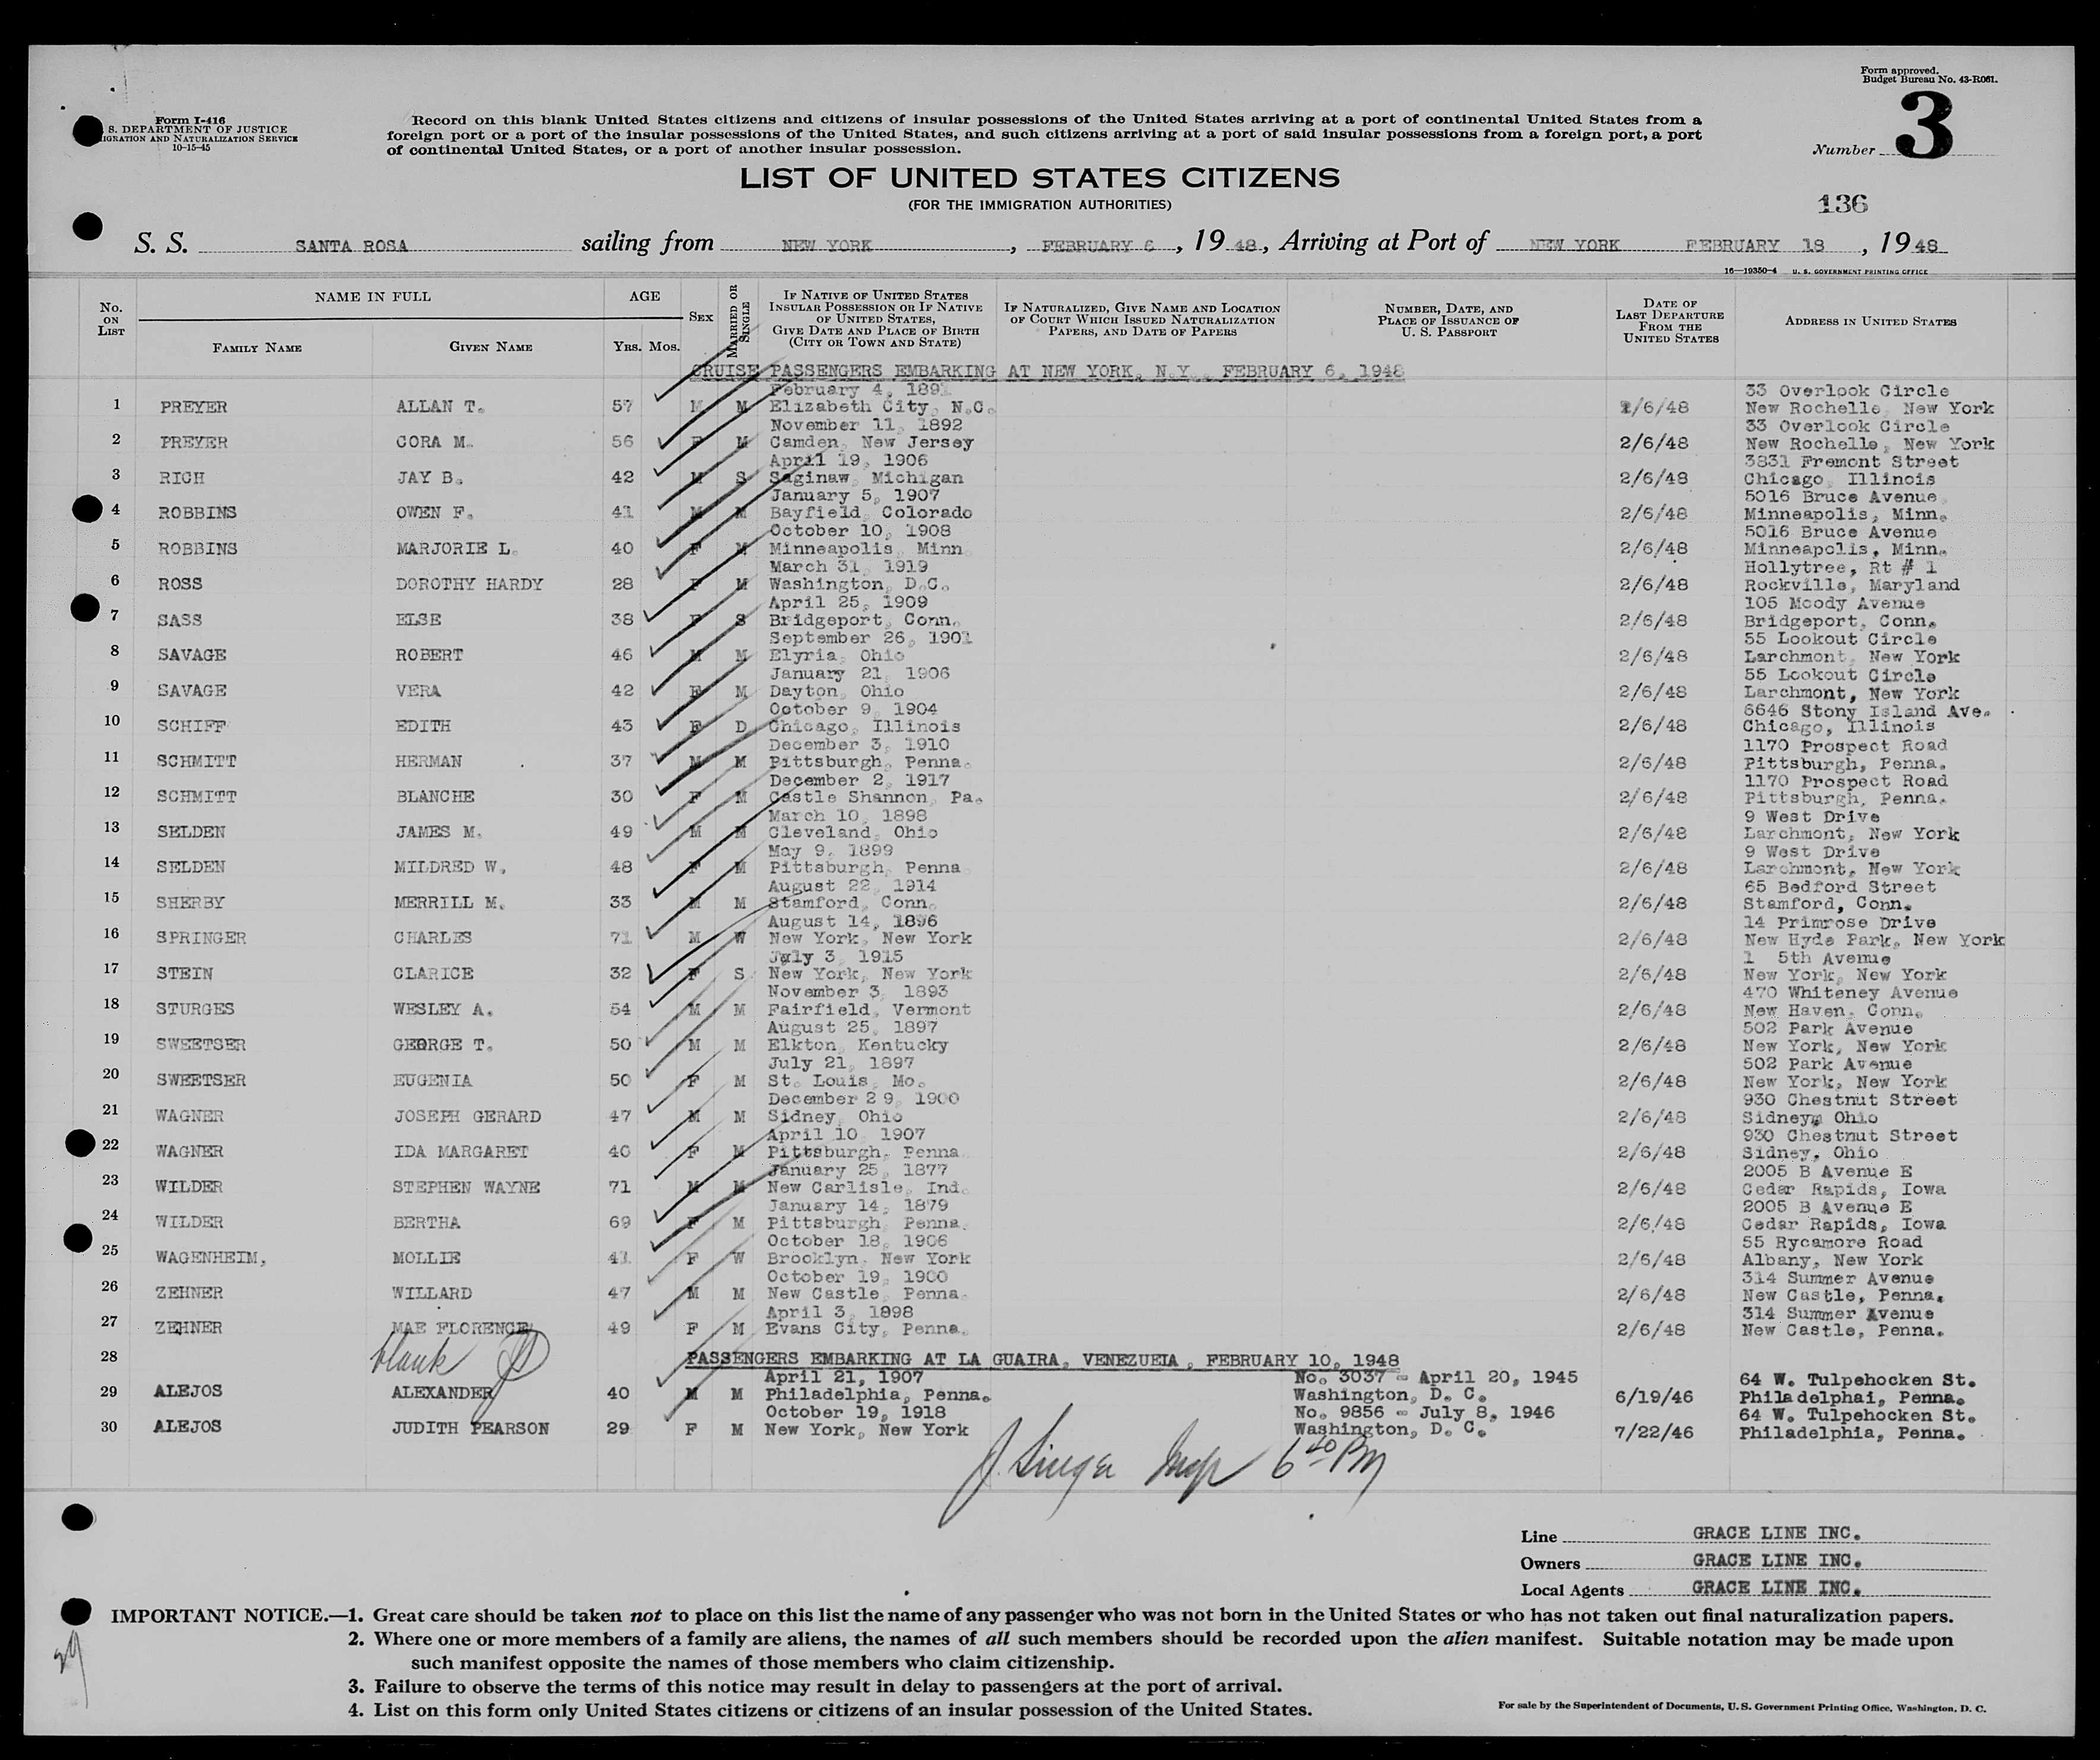 Form approved.
Budget Bureau No. 43-R061.
Form I-416
S. DEPARTMENT OF JUSTICE
IGRATION AND NATURALIZATION SERVICE
10-15-45
Record on this blank United States citizens and citizens of insular possessions of the United States arriving at a port of continental United States from a
foreign port or a port of the insular possessions of the United States, and such citizens arriving at a port of said insular possessions from a foreign port, a port
of continental United States, or a port of another insular possession.
Number 3
LIST OF UNITED STATES CITIZENS
(FOR THE IMMIGRATION AUTHORITIES)
136
S. S. SANTA ROSA sailing from NEW YORK, FEBRUARY 6, 1948, Arriving at Port of NEW YORK FEBRUARY 18, 1948
16—19350-4 U. S. GOVERNMENT PRINTING OFFICE
No. ON LIST
NAME IN FULL
FAMILY NAME
GIVEN NAME
AGE
YRS. MOS.
SEX
MARRIED OR SINGLE
IF NATIVE OF UNITED STATES
INSULAR POSSESSION OR IF NATIVE
OF UNITED STATES,
GIVE DATE AND PLACE OF BIRTH
(CITY OR TOWN AND STATE)
IF NATURALIZED, GIVE NAME AND LOCATION
OF COURT WHICH ISSUED NATURALIZATION
PAPERS, AND DATE OF PAPERS
NUMBER, DATE, AND
PLACE OF ISSUANCE OF
U. S. PASSPORT
DATE OF
LAST DEPARTURE
FROM THE
UNITED STATES
ADDRESS IN UNITED STATES
CRUISE PASSENGERS EMBARKING AT NEW YORK, N.Y. FEBRUARY 6, 1948
February 4, 1891 33 Overlook Circle
1 PREYER ALLAN T. 57 M M Elizabeth City, N.C. 2/6/48 New Rochelle, New York
November 11, 1892 33 Overlook Circle
2 PREYER CORA M. 56 F M Camden, New Jersey 2/6/48 New Rochelle, New York
April 19, 1906 3831 Fremont Street
3 RICH JAY B. 42 M S Saginaw, Michigan 2/6/48 Chicago, Illinois
January 5, 1907 5016 Bruce Avenue
4 ROBBINS OWEN F. 41 M M Bayfield, Colorado 2/6/48 Minneapolis, Minn.
October 10, 1908 5016 Bruce Avenue
5 ROBBINS MARJORIE L. 40 F M Minneapolis, Minn. 2/6/48 Minneapolis, Minn.
March 31, 1919 Hollytree, Rt # 1
6 ROSS DOROTHY HARDY 28 F M Washington, D.C. 2/6/48 Rockville, Maryland
April 25, 1909 105 Moody Avenue
7 SASS ELSE 38 F S Bridgeport, Conn. 2/6/48 Bridgeport, Conn.
September 26, 1901 55 Lookout Circle
8 SAVAGE ROBERT 46 M M Elyria, Ohio 2/6/48 Larchmont, New York
January 21, 1906 55 Lookout Circle
9 SAVAGE VERA 42 F M Dayton, Ohio 2/6/48 Larchmont, New York
October 9, 1904 6646 Stony Island Ave.
10 SCHIFF EDITH 43 F D Chicago, Illinois 2/6/48 Chicago, Illinois
December 3, 1910 1170 Prospect Road
11 SCHMITT HERMAN 37 M M Pittsburgh, Penna. 2/6/48 Pittsburgh, Penna.
December 2, 1917 1170 Prospect Road
12 SCHMITT BLANCHE 30 F M Castle Shannon, Pa. 2/6/48 Pittsburgh, Penna.
March 10, 1898 9 West Drive
13 SELDEN JAMES M. 49 M M Cleveland, Ohio 2/6/48 Larchmont, New York
May 9, 1899 9 West Drive
14 SELDEN MILDRED W. 48 F M Pittsburgh, Penna. 2/6/48 Larchmont, New York
August 22, 1914 65 Bedford Street
15 SHERBY MERRILL M. 33 M M Stamford, Conn. 2/6/48 Stamford, Conn.
August 14, 1896 14 Primrose Drive
16 SPRINGER CHARLES 71 M W New York, New York 2/6/48 New Hyde Park, New York
July 3, 1915 1 5th Avenue
17 STEIN CLARICE 32 F S New York, New York 2/6/48 New York, New York
November 3, 1893 470 Whiteney Avenue
18 STURGES WESLEY A. 54 M M Fairfield, Vermont 2/6/48 New Haven, Conn.
August 25, 1897 502 Park Avenue
19 SWEETSER GEORGE T. 50 M M Elkton, Kentucky 2/6/48 New York, New York
July 21, 1897 502 Park Avenue
20 SWEETSER EUGENIA 50 F M St. Louis, Mo. 2/6/48 New York, New York
December 29, 1900 930 Chestnut Street
21 WAGNER JOSEPH GERARD 47 M M Sidney, Ohio 2/6/48 Sidney, Ohio
April 10, 1907 930 Chestnut Street
22 WAGNER IDA MARGARET 40 F M Pittsburgh, Penna. 2/6/48 Sidney, Ohio
January 25, 1877 2005 B Avenue E
23 WILDER STEPHEN WAYNE 71 M M New Carlisle, Ind. 2/6/48 Cedar Rapids, Iowa
January 14, 1879 2005 B Avenue E
24 WILDER BERTHA 69 F M Pittsburgh, Penna. 2/6/48 Cedar Rapids, Iowa
October 18, 1906 55 Rycamore Road
25 WAGENHEIM, MOLLIE 41 F W Brooklyn, New York 2/6/48 Albany, New York
October 19, 1900 314 Summer Avenue
26 ZEHNER WILLARD 47 M M New Castle, Penna. 2/6/48 New Castle, Penna.
April 3, 1898 314 Summer Avenue
27 ZEHNER MAE FLORENCE 49 F M Evans City, Penna. 2/6/48 New Castle, Penna.
28 blank PASSENGERS EMBARKING AT LA GUAIRA, VENEZUEIA, FEBRUARY 10, 1948
April 21, 1907 No. 3037 - April 20, 1945 64 W. Tulpehocken St.
29 ALEJOS ALEXANDER 40 M M Philadelphia, Penna. Washington, D. C. 6/19/46 Philadelphai, Penna.
October 19, 1918 No. 9856 - July 8, 1946 64 W. Tulpehocken St.
30 ALEJOS JUDITH PEARSON 29 F M New York, New York Washington, D. C. 7/22/46 Philadelphia, Penna.
Insp 6 40 PM
Line GRACE LINE INC.
Owners GRACE LINE INC.
Local Agents GRACE LINE INC.
IMPORTANT NOTICE.—1. Great care should be taken not to place on this list the name of any passenger who was not born in the United States or who has not taken out final naturalization papers.
2. Where one or more members of a family are aliens, the names of all such members should be recorded upon the alien manifest. Suitable notation may be made upon
such manifest opposite the names of those members who claim citizenship.
3. Failure to observe the terms of this notice may result in delay to passengers at the port of arrival.
4. List on this form only United States citizens or citizens of an insular possession of the United States.
For sale by the Superintendent of Documents, U. S. Government Printing Office, Washington, D. C.